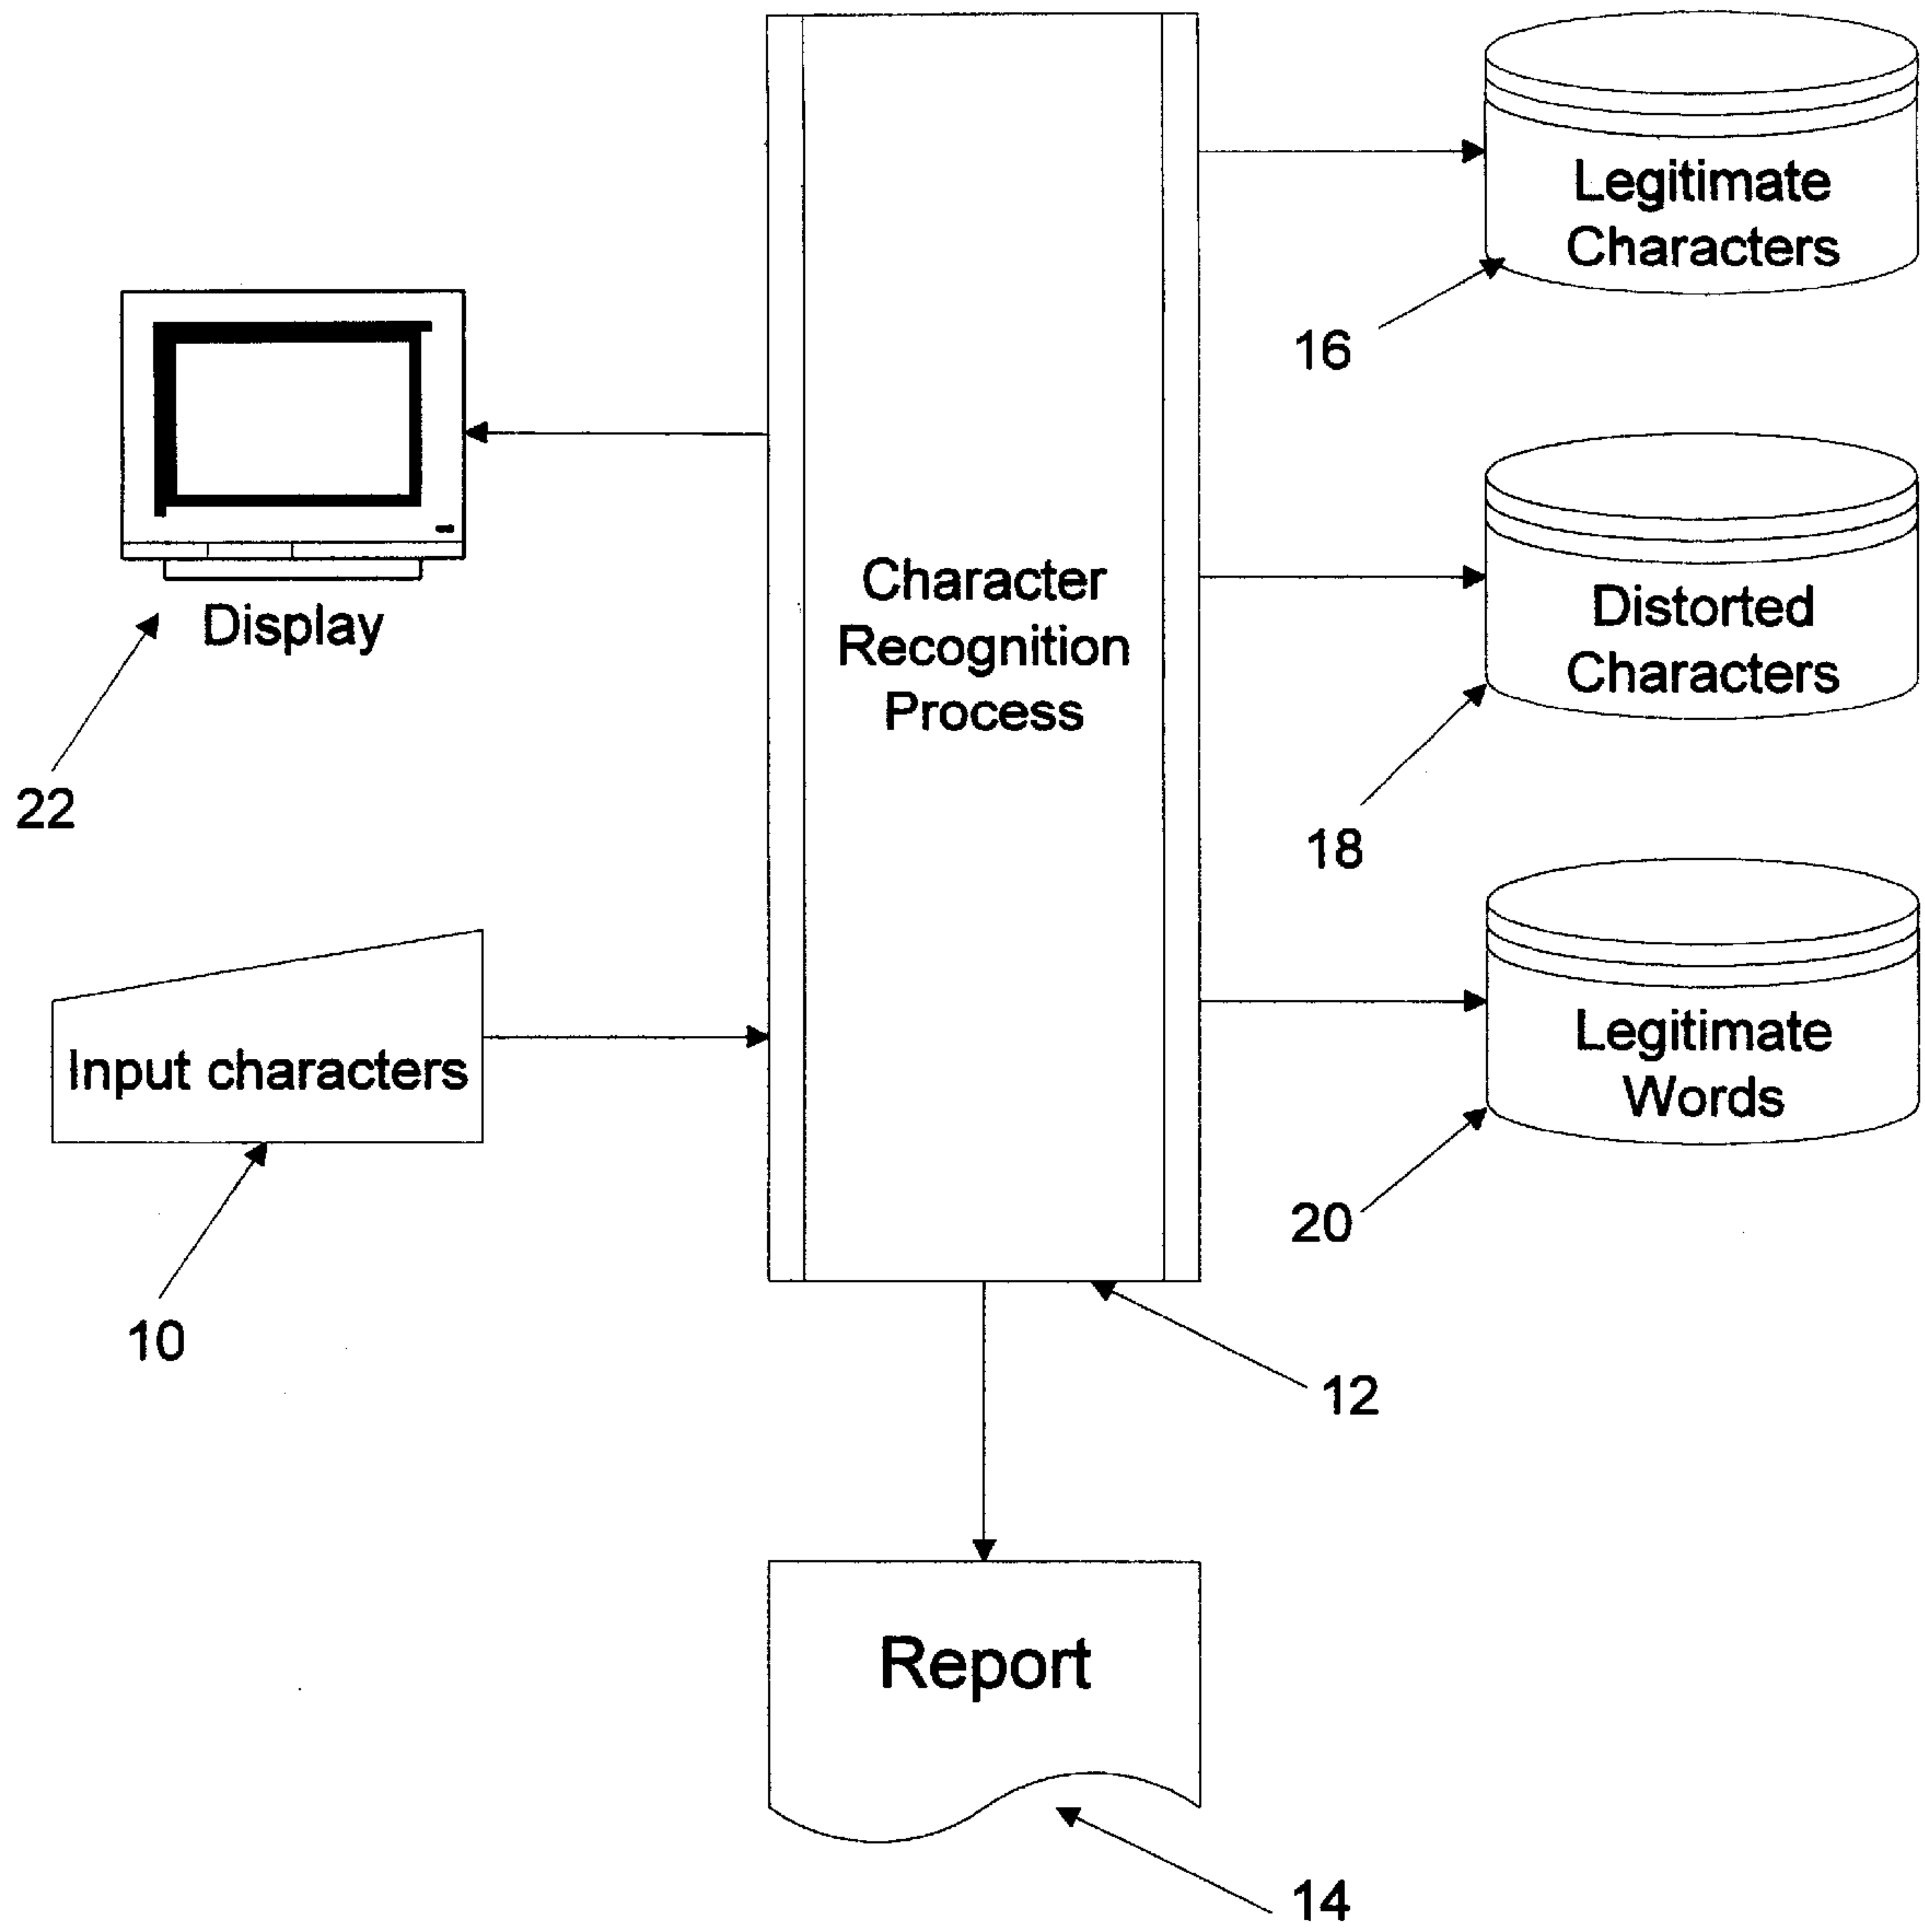 Legitimate
Characters
16
Display
22
Character
Recognition
Process
Distorted
Characters
18
Input characters
10
Legitimate
Words
20
12
Report
14